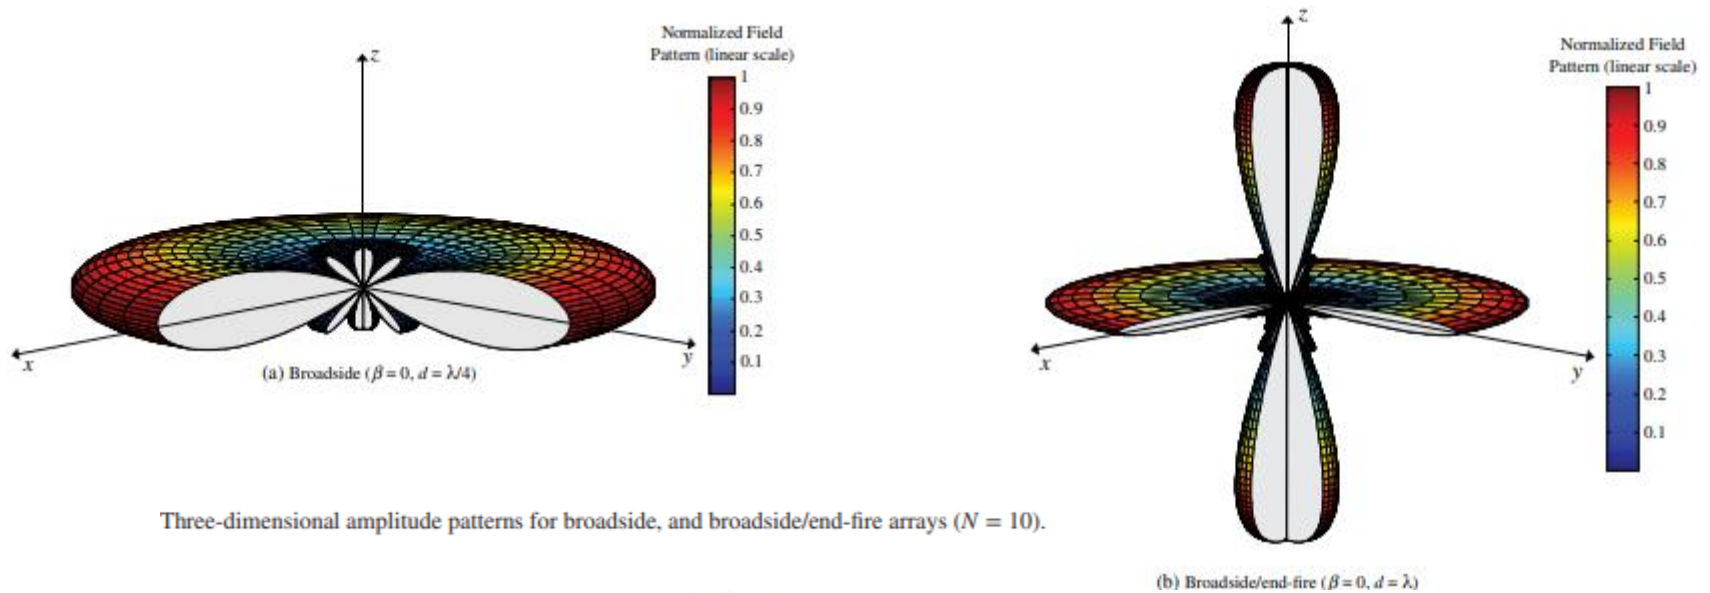 z
Normalized Field
Pattern (linear scale)
1
0.9
0.8
0.7
0.6
0.5
0.4
0.3
0.2
0.1
x
y
(a) Broadside (β = 0, d = λ/4)
z
Normalized Field
Pattern (linear scale)
1
0.9
0.8
0.7
0.6
0.5
0.4
0.3
0.2
0.1
x
y
(b) Broadside/end-fire (β = 0, d = λ)
Three-dimensional amplitude patterns for broadside, and broadside/end-fire arrays (N = 10).